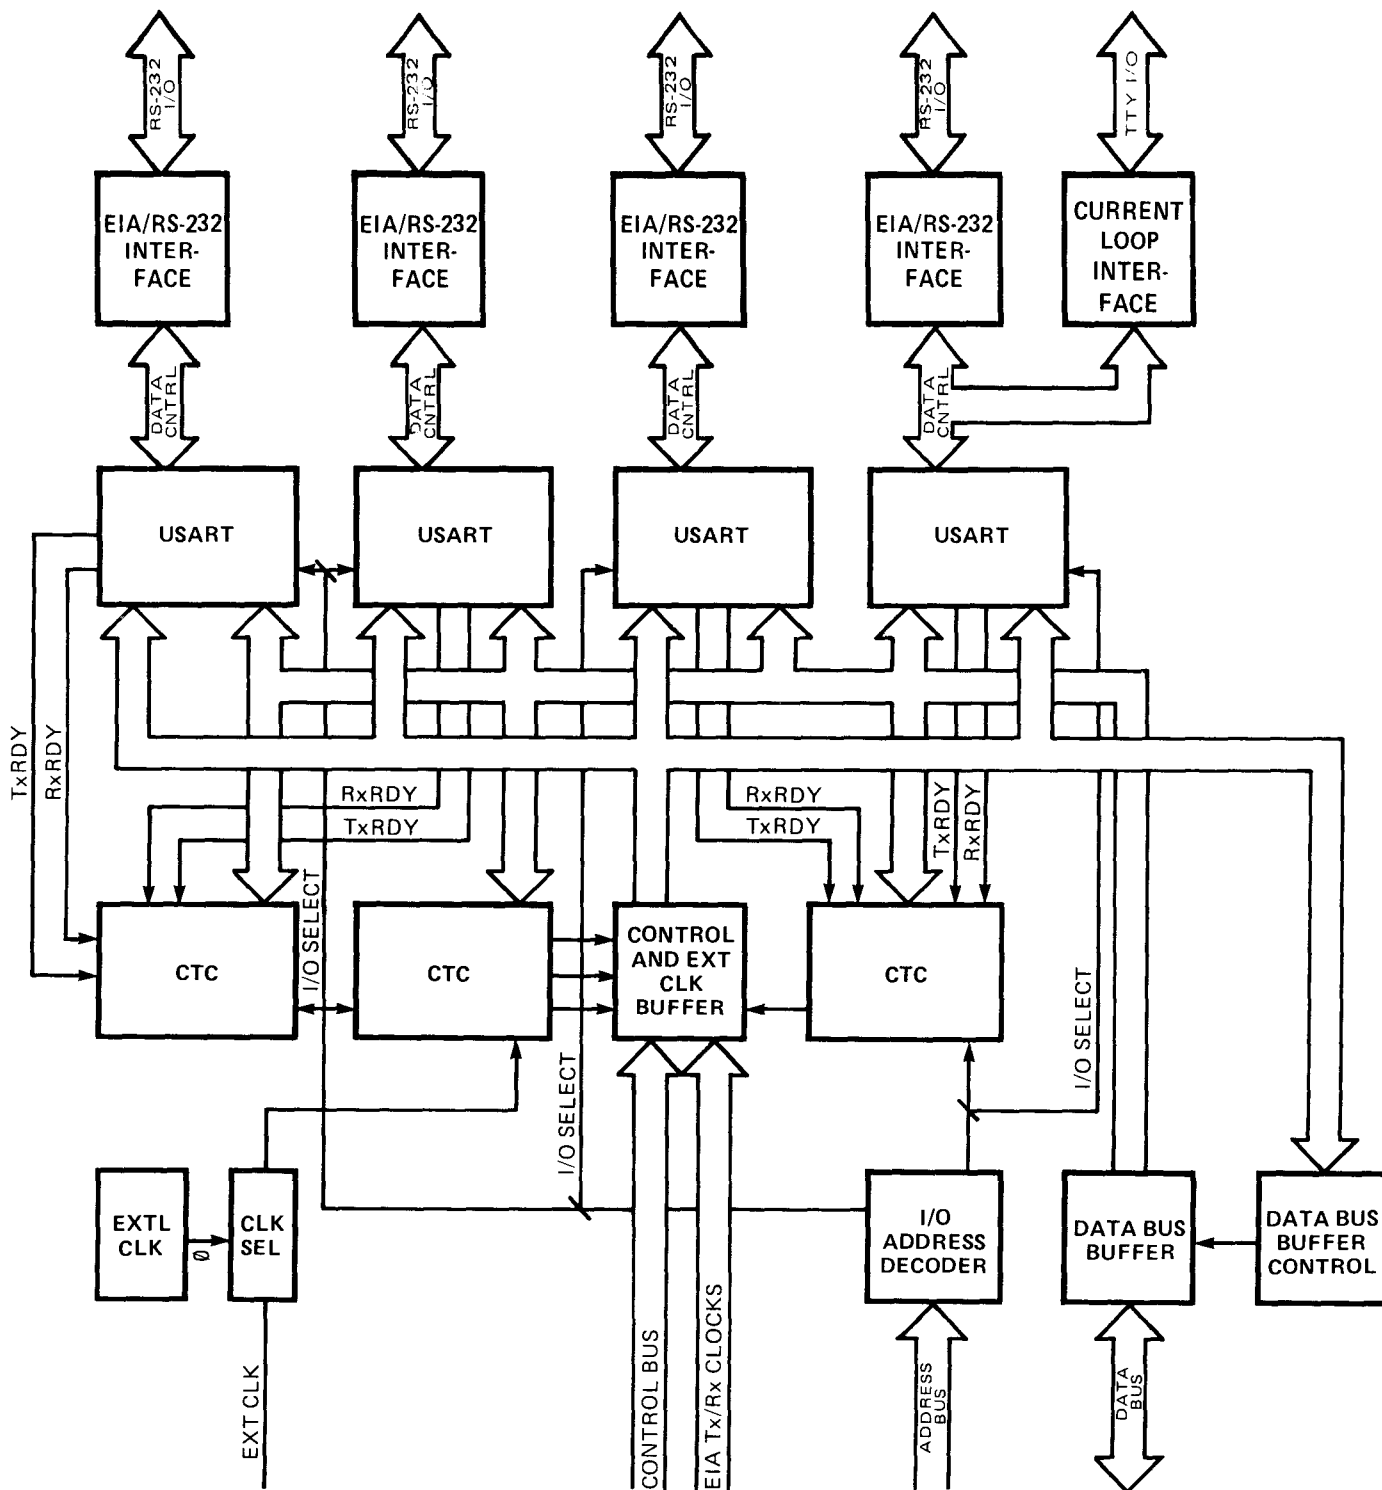 RS-232
I/O
RS-232
I/O
RS-232
I/O
RS-232
I/O
TTY I/O
EIA/RS-232
INTER-
FACE
EIA/RS-232
INTER-
FACE
EIA/RS-232
INTER-
FACE
EIA/RS-232
INTER-
FACE
CURRENT
LOOP
INTER-
FACE
DATA
CNTRL
DATA
CNTRL
DATA
CNTRL
DATA
CNTRL
USART
USART
USART
USART
TxRDY
RxRDY
RxRDY
TxRDY
RxRDY
TxRDY
TxRDY
RxRDY
I/O SELECT
CTC
CTC
CONTROL
AND EXT
CLK
BUFFER
CTC
I/O SELECT
I/O SELECT
EXTL
CLK
Ø
CLK
SEL
I/O
ADDRESS
DECODER
DATA BUS
BUFFER
DATA BUS
BUFFER
CONTROL
EXT CLK
CONTROL BUS
EIA Tx/Rx CLOCKS
ADDRESS
BUS
DATA
BUS